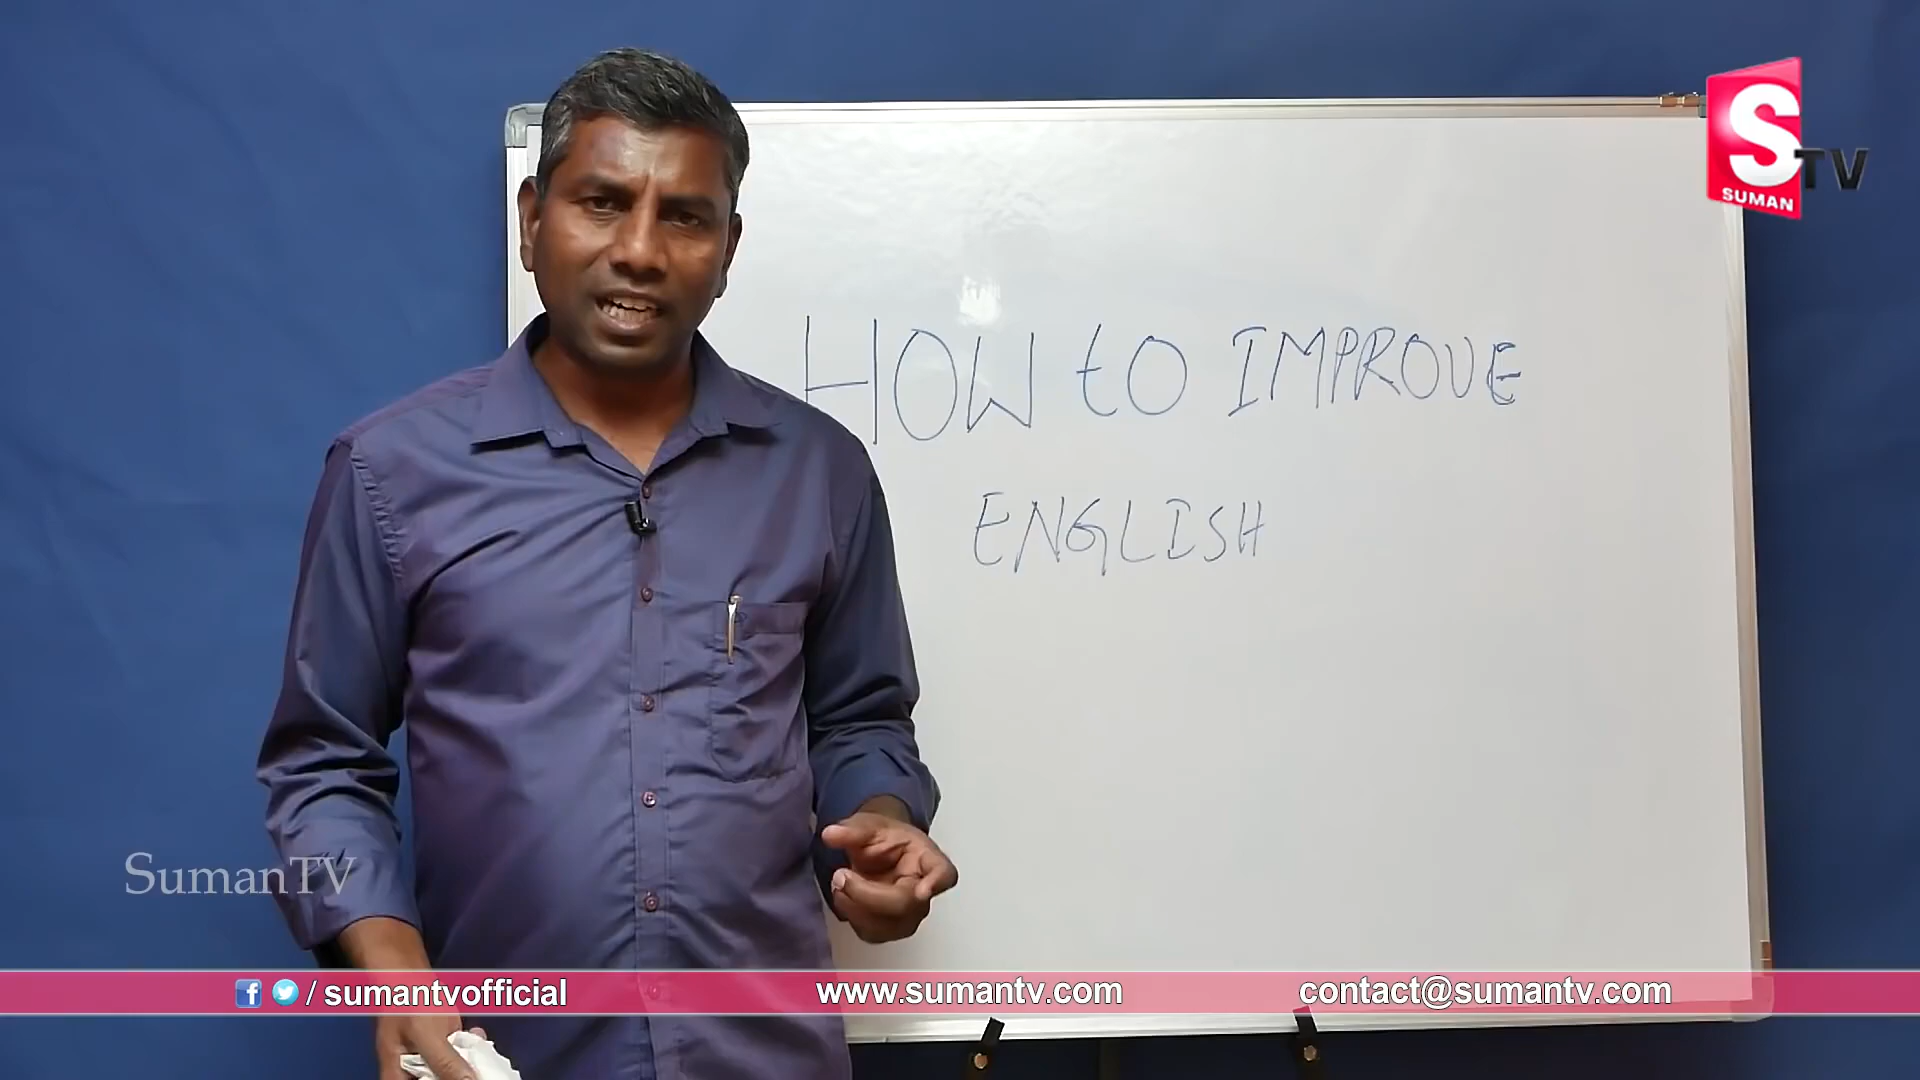 S
TV
SUMAN
HOW to IMPROVE
ENGLISH
SumanTV
/ sumantvofficial
www.sumantv.com
contact@sumantv.com